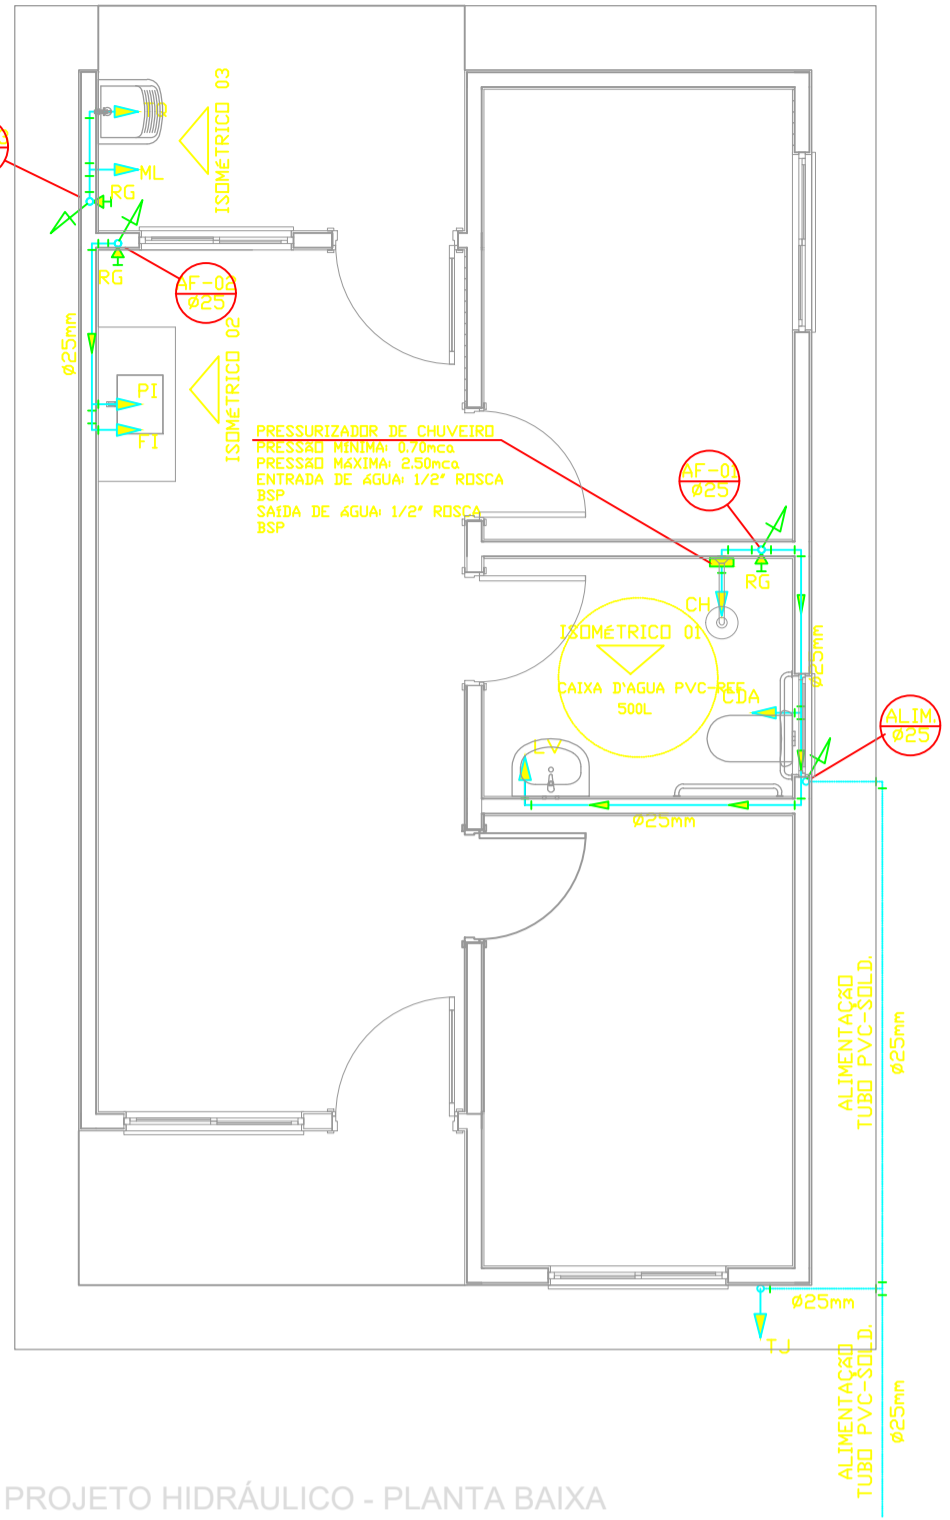 TQ
ISOMÉTRICO 03
ML
RG
RG
AF-02
Ø25
Ø25mm
ISOMÉTRICO 02
PI
FI
PRESSURIZADOR DE CHUVEIRO
PRESSÃO MÍNIMA: 0.70mca
PRESSÃO MÁXIMA: 2.50mca
ENTRADA DE ÁGUA: 1/2" ROSCA
BSP
SAÍDA DE ÁGUA: 1/2" ROSCA
BSP
AF-01
Ø25
RG
CH
ISOMÉTRICO 01
Ø25mm
CAIXA D'AGUA PVC-REF
500L
CDA
ALIM.
Ø25
LV
Ø25mm
ALIMENTAÇÃO
TUBO PVC-SOLD.
Ø25mm
Ø25mm
TJ
ALIMENTAÇÃO
TUBO PVC-SOLD.
Ø25mm
PROJETO HIDRÁULICO - PLANTA BAIXA